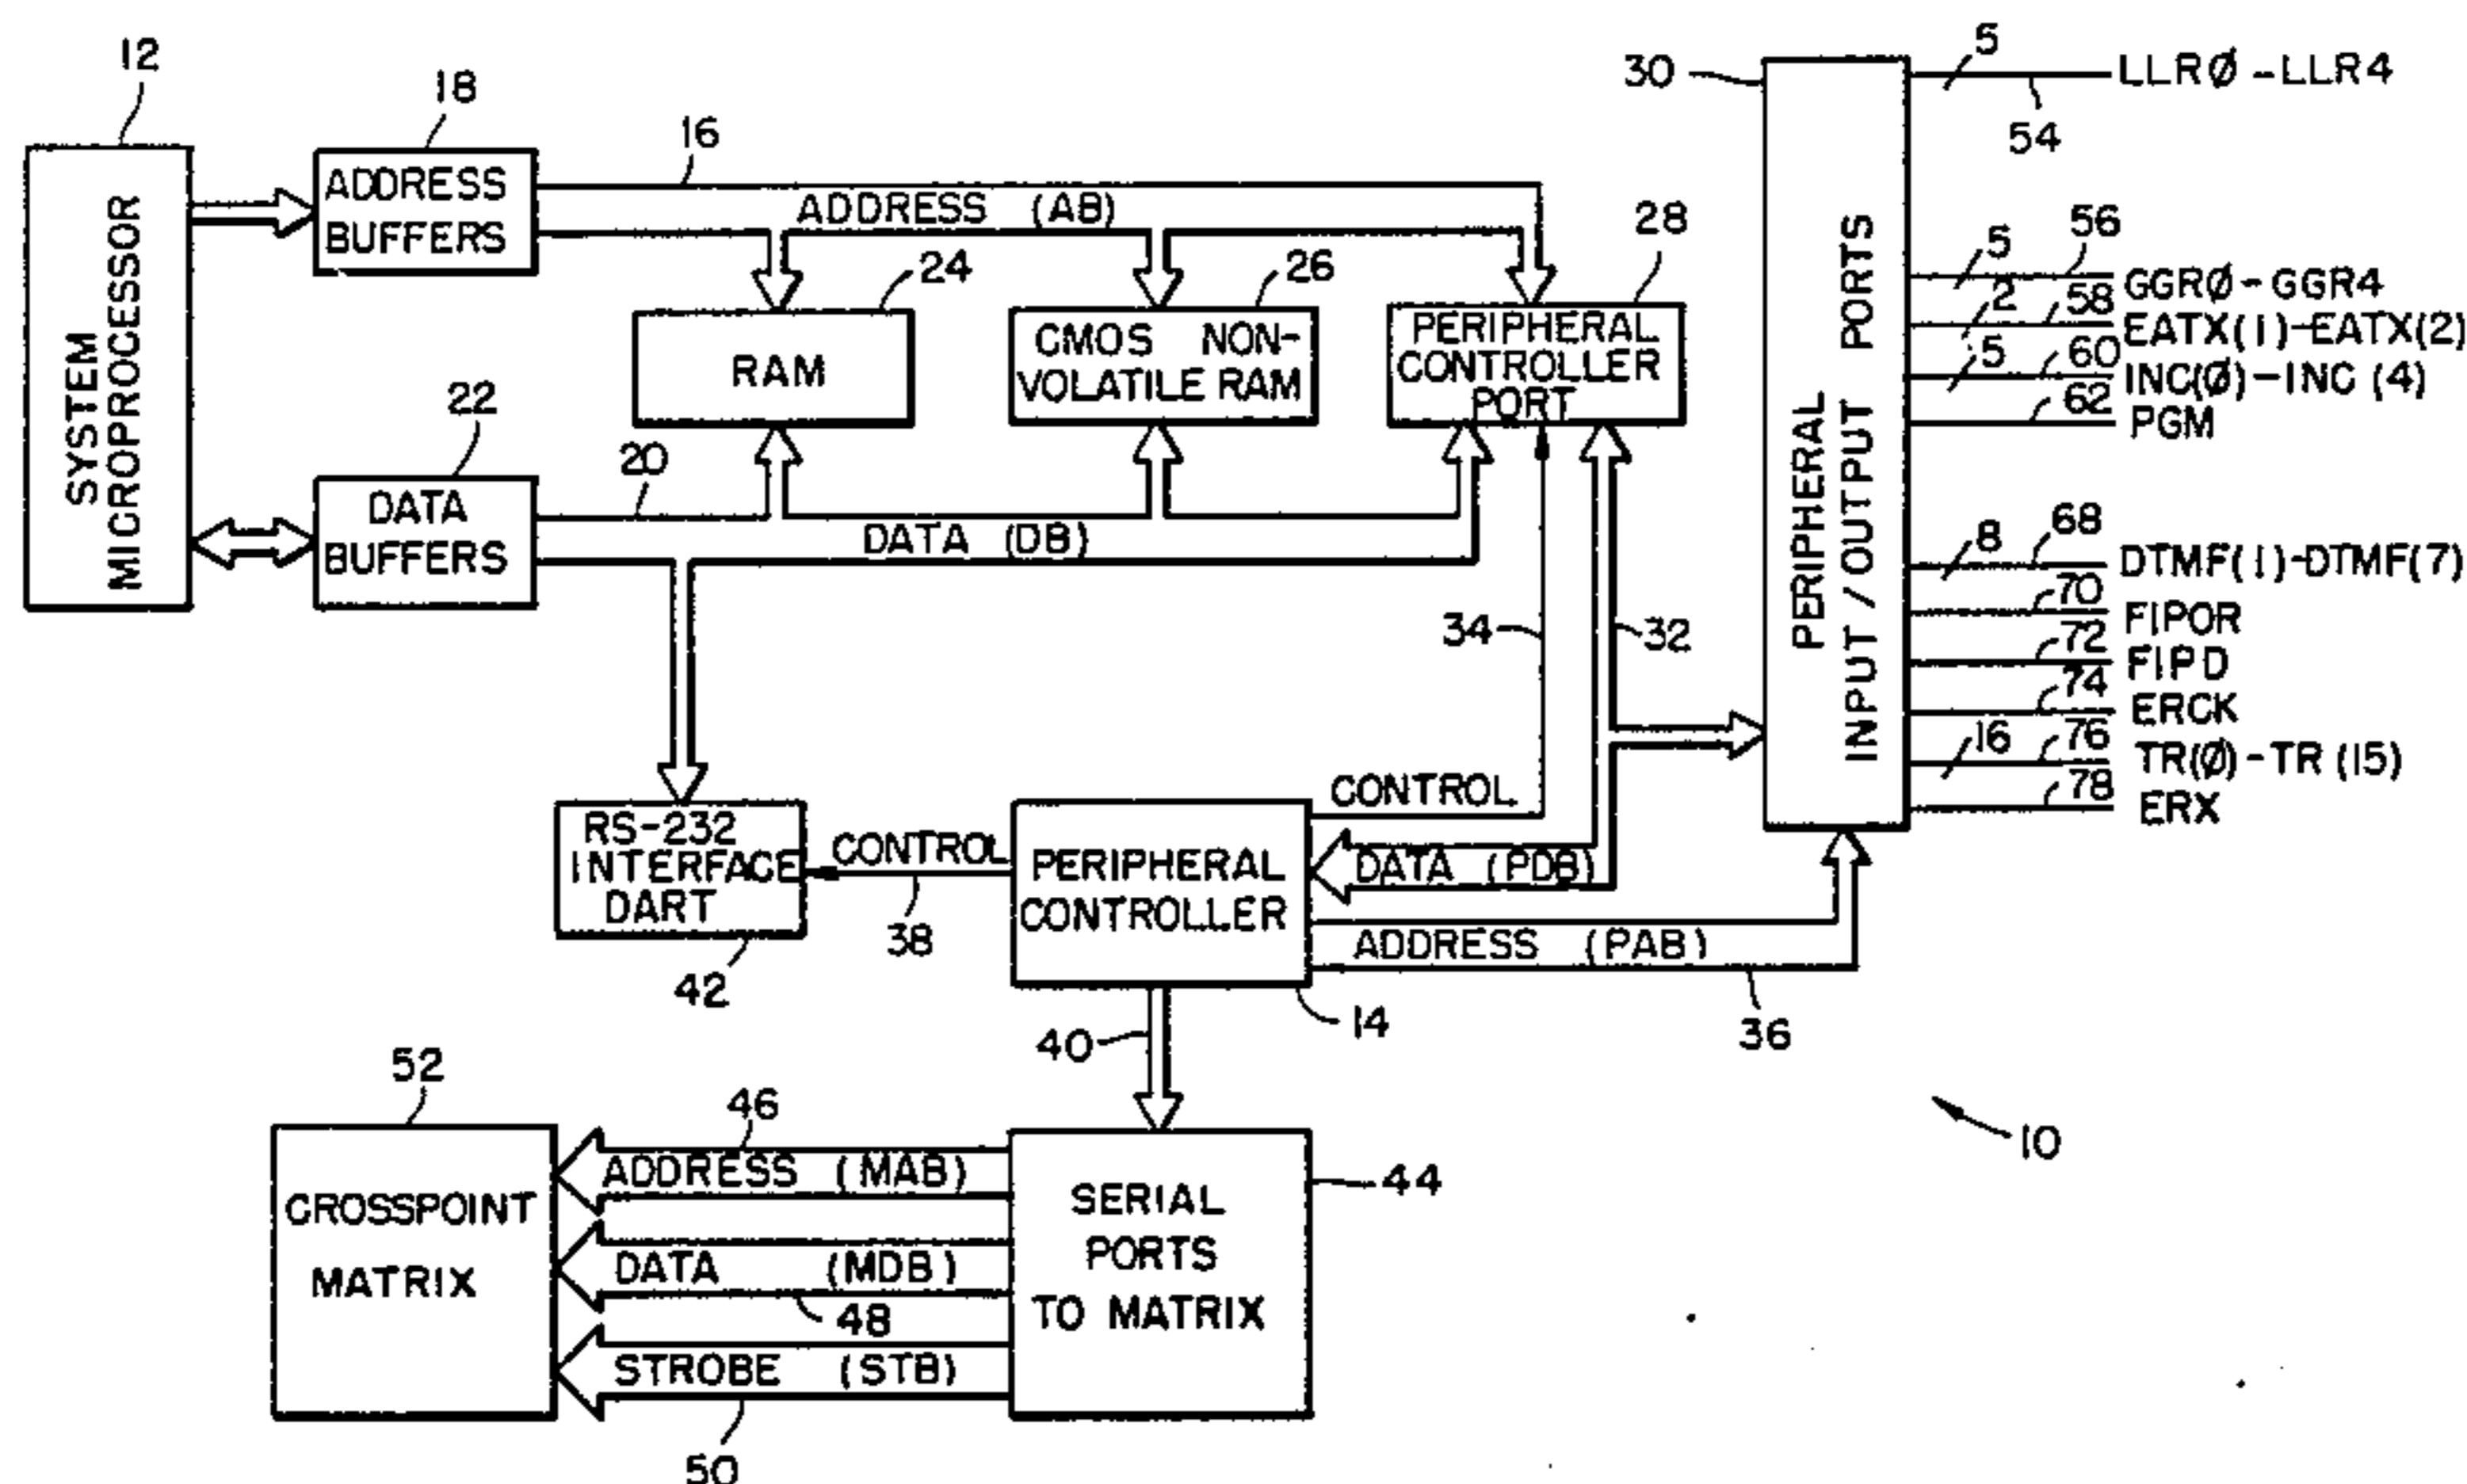 12
18
16
30
5
LLRØ-LLR4
54
SYSTEM
MICROPROCESSOR
ADDRESS
BUFFERS
ADDRESS (AB)
24
26
28
RAM
CMOS NON-
VOLATILE RAM
PERIPHERAL
CONTROLLER
PORT
PERIPHERAL
INPUT/OUTPUT PORTS
5
56
GGRØ-GGR4
2
58
EATX(1)-EATX(2)
5
60
INC(Ø)-INC(4)
62
PGM
22
20
DATA
BUFFERS
DATA (DB)
8
68
DTMF(1)-DTMF(7)
70
FIPOR
72
FIPD
74
ERCK
16
76
TR(Ø)-TR(15)
78
ERX
34
32
RS-232
INTERFACE
DART
42
CONTROL
38
PERIPHERAL
CONTROLLER
14
CONTROL
DATA (PDB)
ADDRESS (PAB)
36
40
10
52
46
CROSSPOINT
MATRIX
ADDRESS (MAB)
DATA (MDB)
48
STROBE (STB)
50
SERIAL
PORTS
TO MATRIX
44